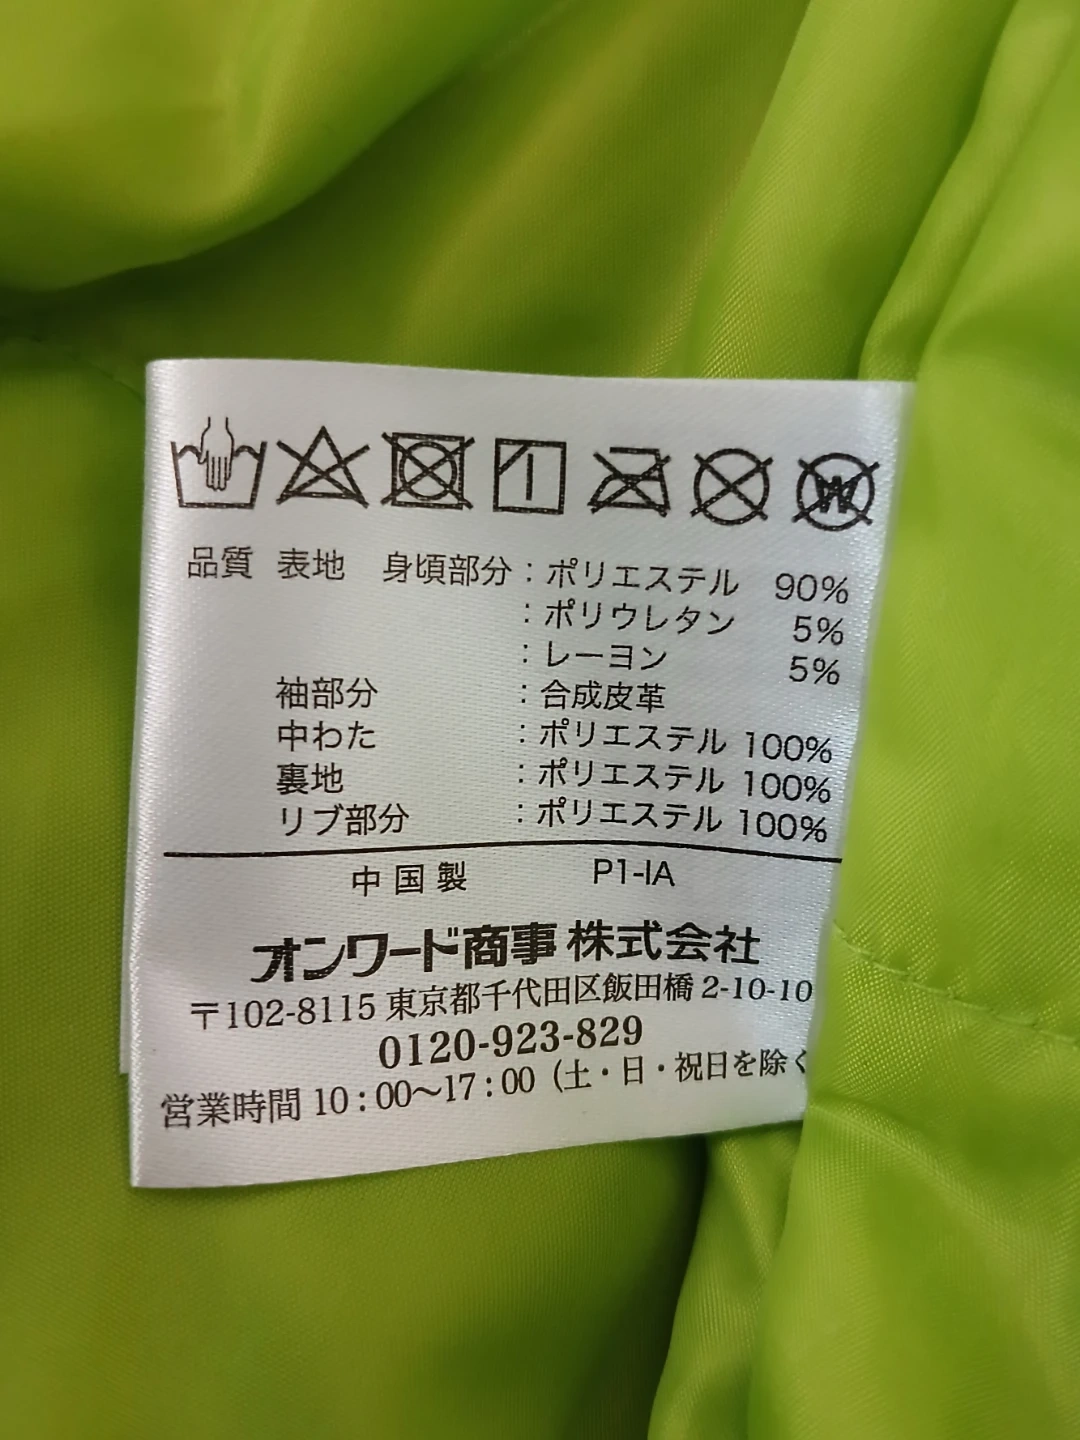 品質 表地 身頃部分：ポリエステル 90%
：ポリウレタン 5%
：レーヨン 5%
袖部分 ：合成皮革
中わた ：ポリエステル 100%
裏地 ：ポリエステル 100%
リブ部分 ：ポリエステル 100%
中国製 P1-IA
オンワード商事株式会社
〒102-8115 東京都千代田区飯田橋2-10-10
0120-923-829
営業時間 10：00〜17：00（土・日・祝日を除く